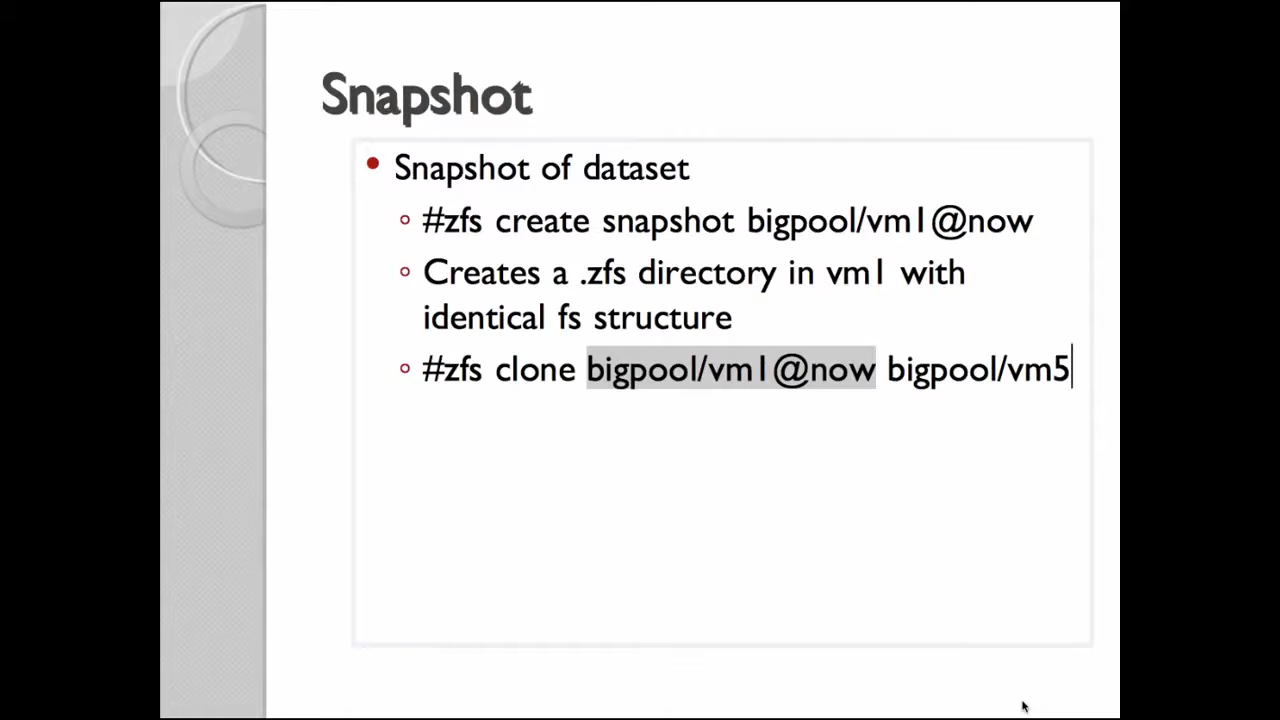 Snapshot
Snapshot of dataset
#zfs create snapshot bigpool/vm1@now
Creates a .zfs directory in vm1 with
identical fs structure
#zfs clone bigpool/vm1@now bigpool/vm5